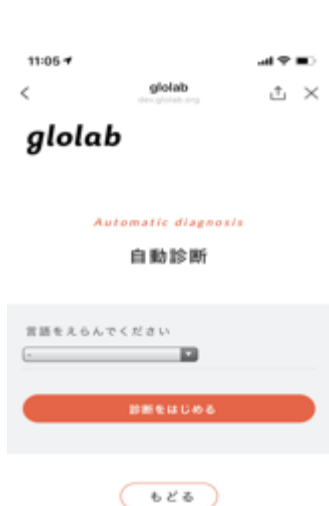 11:05
glolab
dev.glolab.org
glolab
Automatic diagnosis
自動診断
言語をえらんでください
-
診断をはじめる
もどる